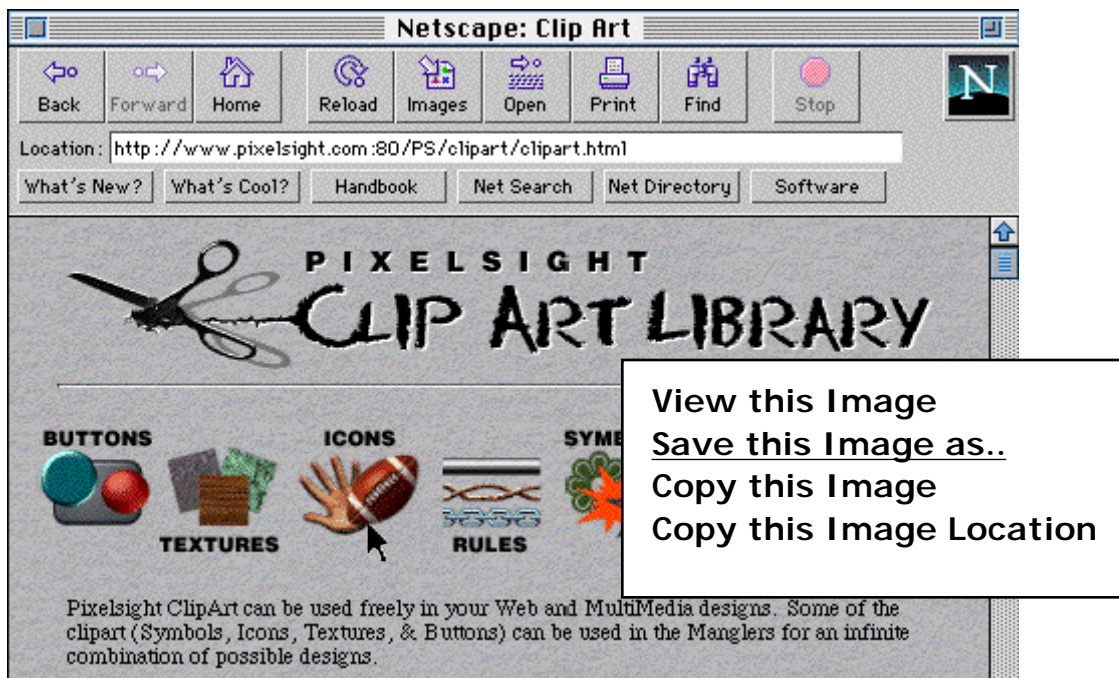 Netscape: Clip Art
Back Forward Home Reload Images Open Print Find Stop
N
Location: http://www.pixelsight.com:80/PS/clipart/clipart.html
What's New? What's Cool? Handbook Net Search Net Directory Software
PIXELSIGHT
CLIP ART LIBRARY
View this Image
Save this Image as..
Copy this Image
Copy this Image Location
BUTTONS ICONS
TEXTURES RULES
Pixelsight ClipArt can be used freely in your Web and MultiMedia designs. Some of the
clipart (Symbols, Icons, Textures, & Buttons) can be used in the Manglers for an infinite
combination of possible designs.